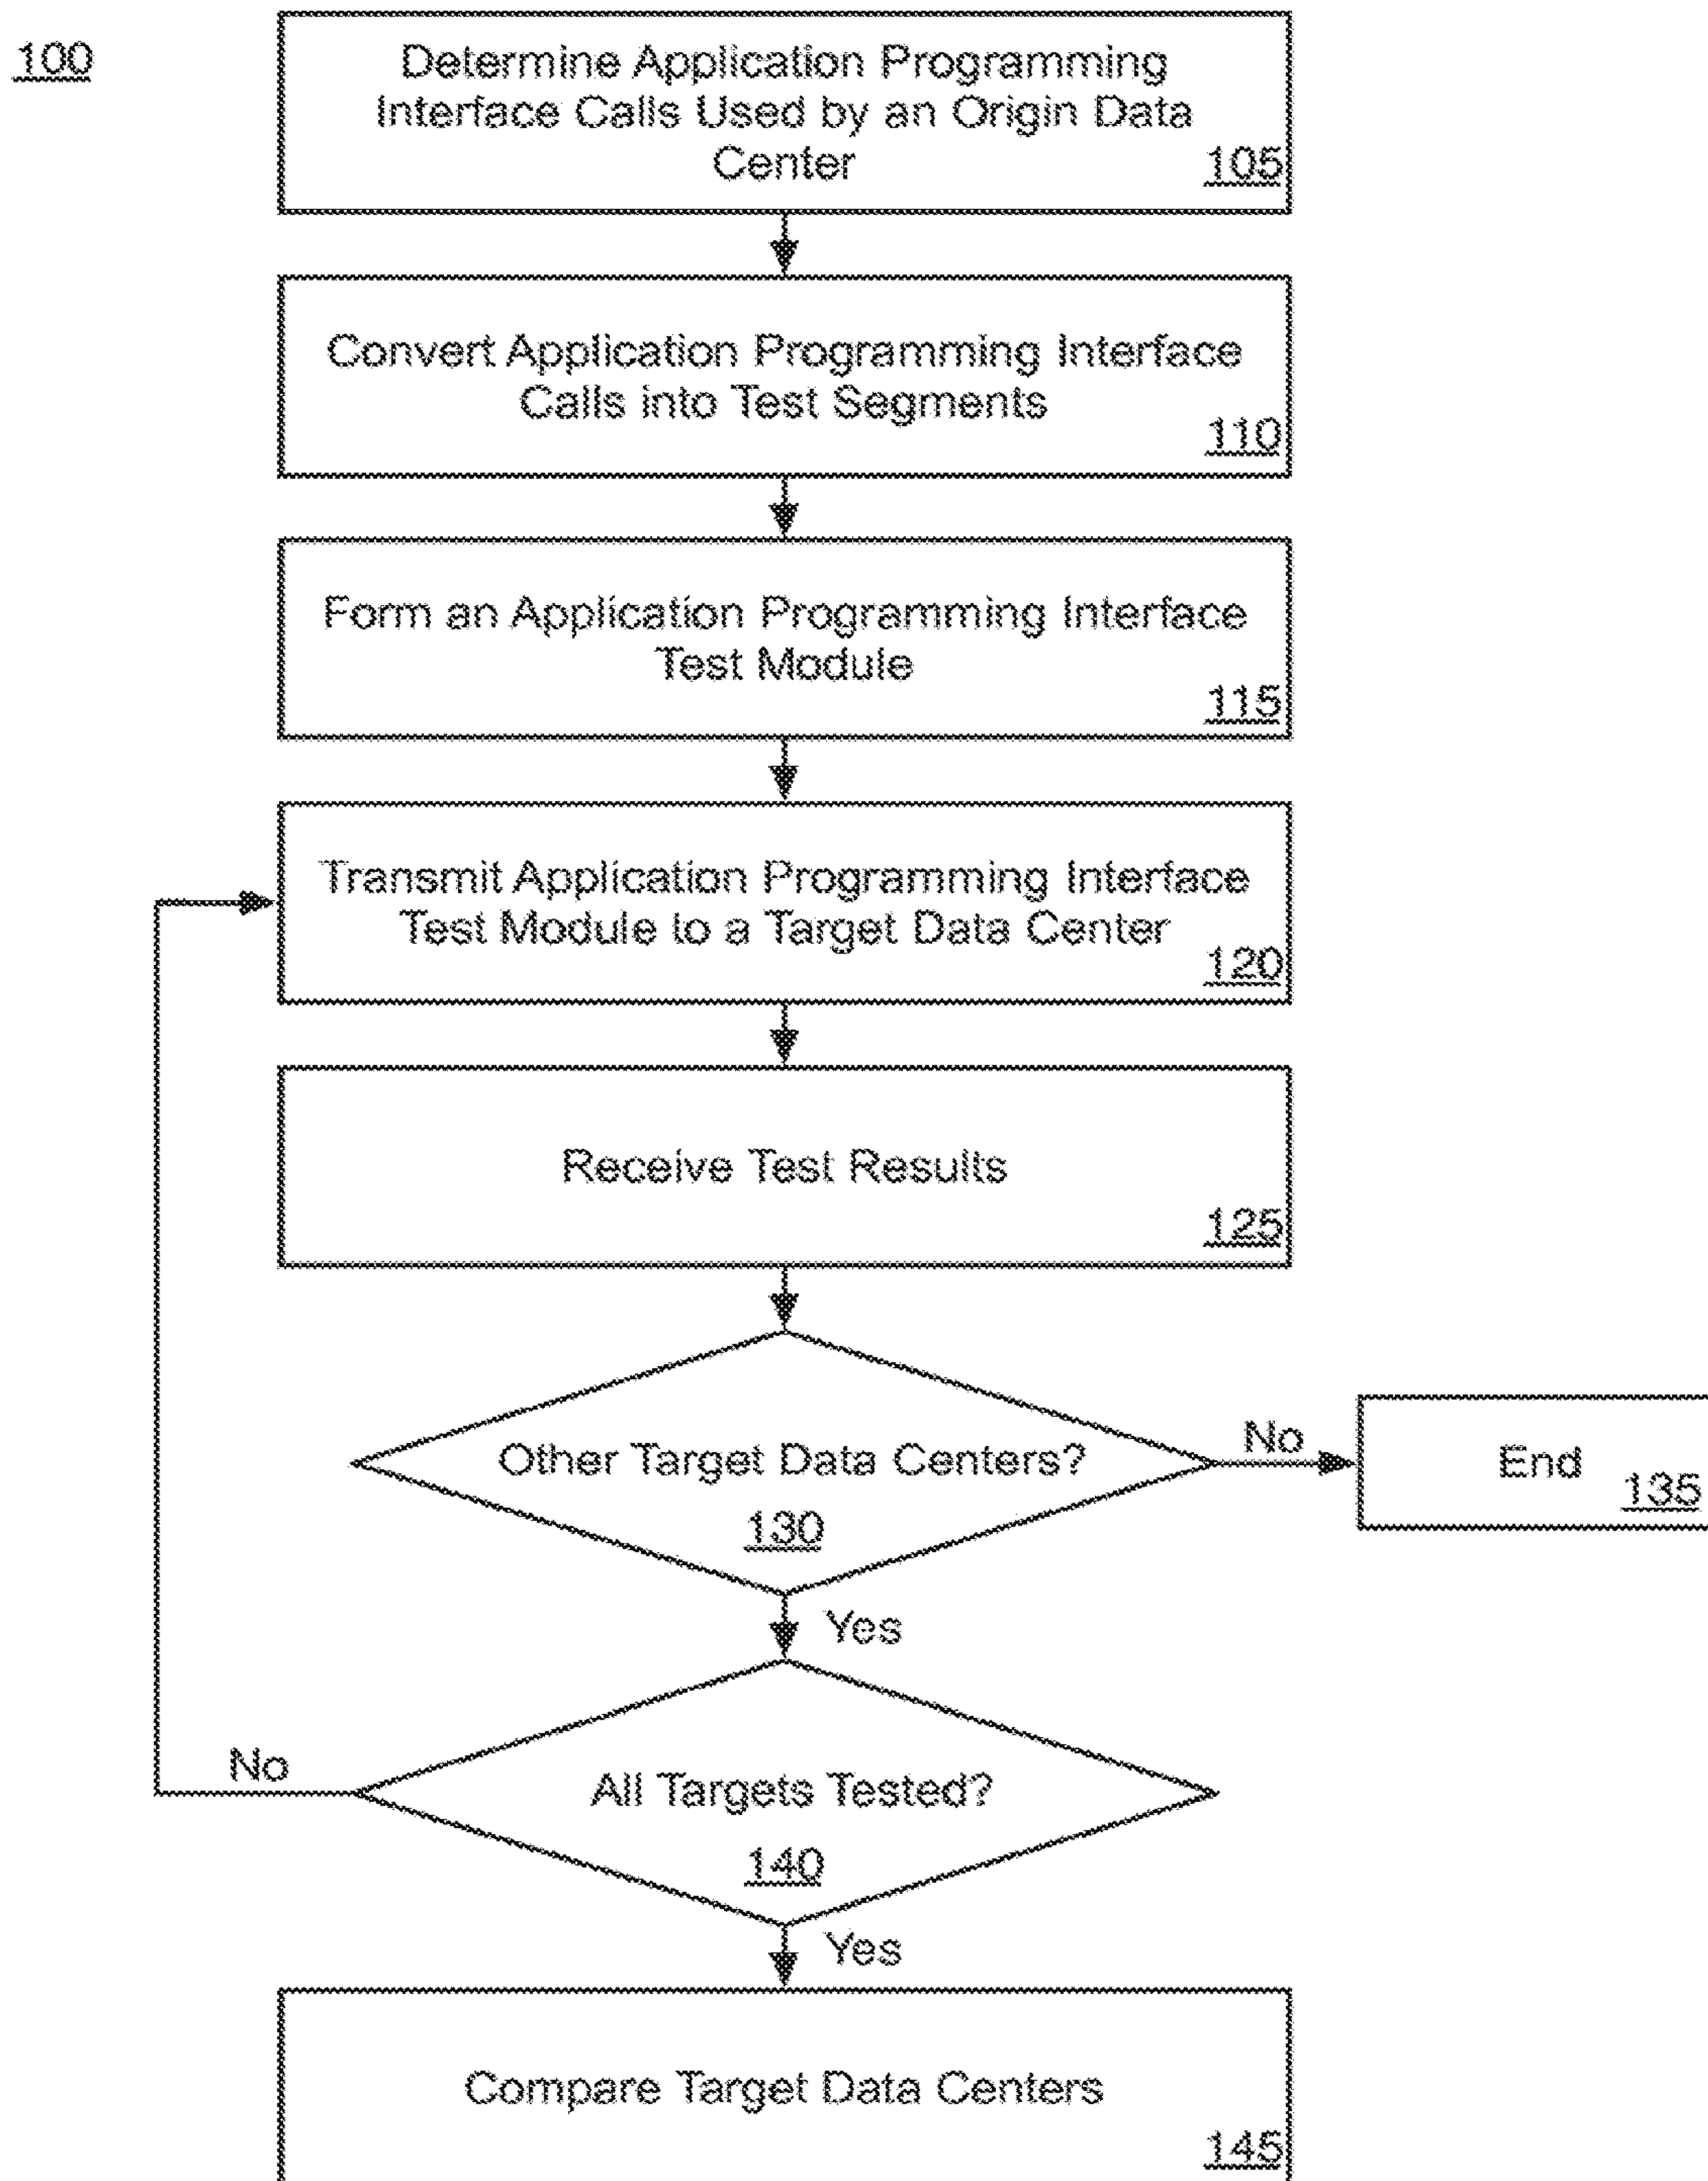 100
Determine Application Programming
Interface Calls Used by an Origin Data
Center
105
Convert Application Programming Interface
Calls into Test Segments
110
Form an Application Programming Interface
Test Module
115
Transmit Application Programming Interface
Test Module to a Target Data Center
120
Receive Test Results
125
Other Target Data Centers?
130
No
End
135
Yes
All Targets Tested?
140
No
Yes
Compare Target Data Centers
145